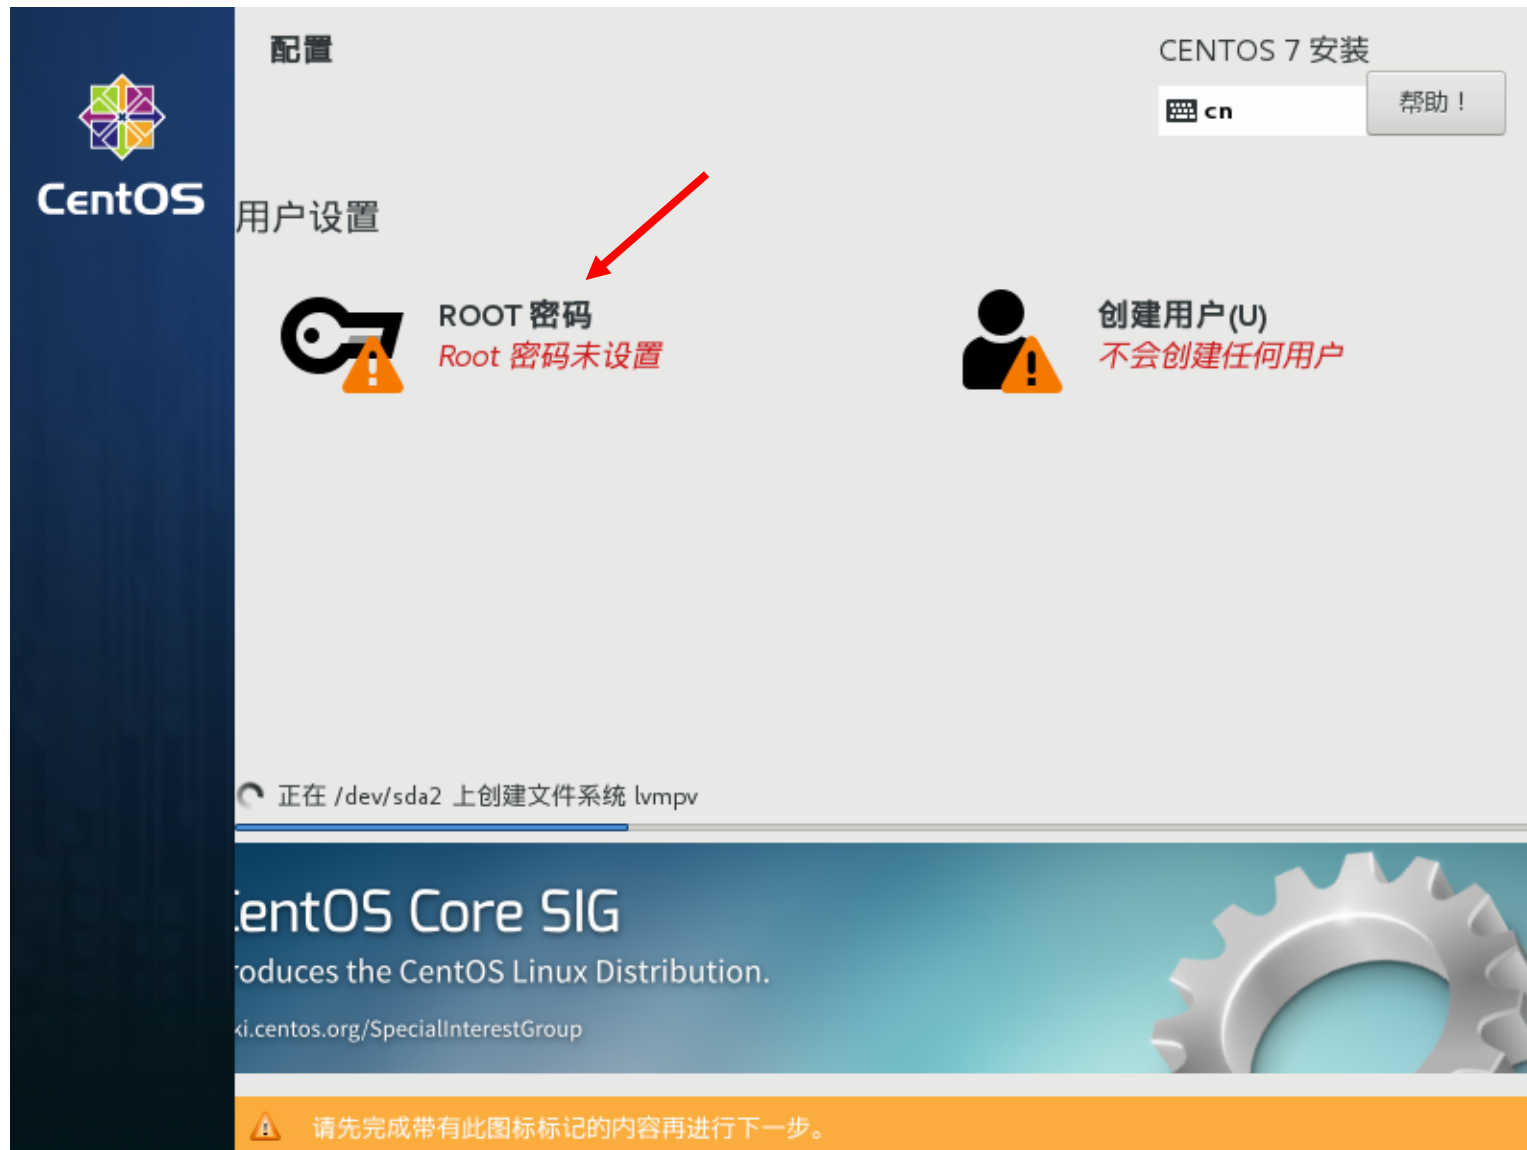 配置
CENTOS 7 安装
cn
帮助！
CentOS
用户设置
ROOT 密码
Root 密码未设置
创建用户(U)
不会创建任何用户
正在 /dev/sda2 上创建文件系统 lvmpv
entOS Core SIG
roduces the CentOS Linux Distribution.
ki.centos.org/SpecialInterestGroup
请先完成带有此图标标记的内容再进行下一步。